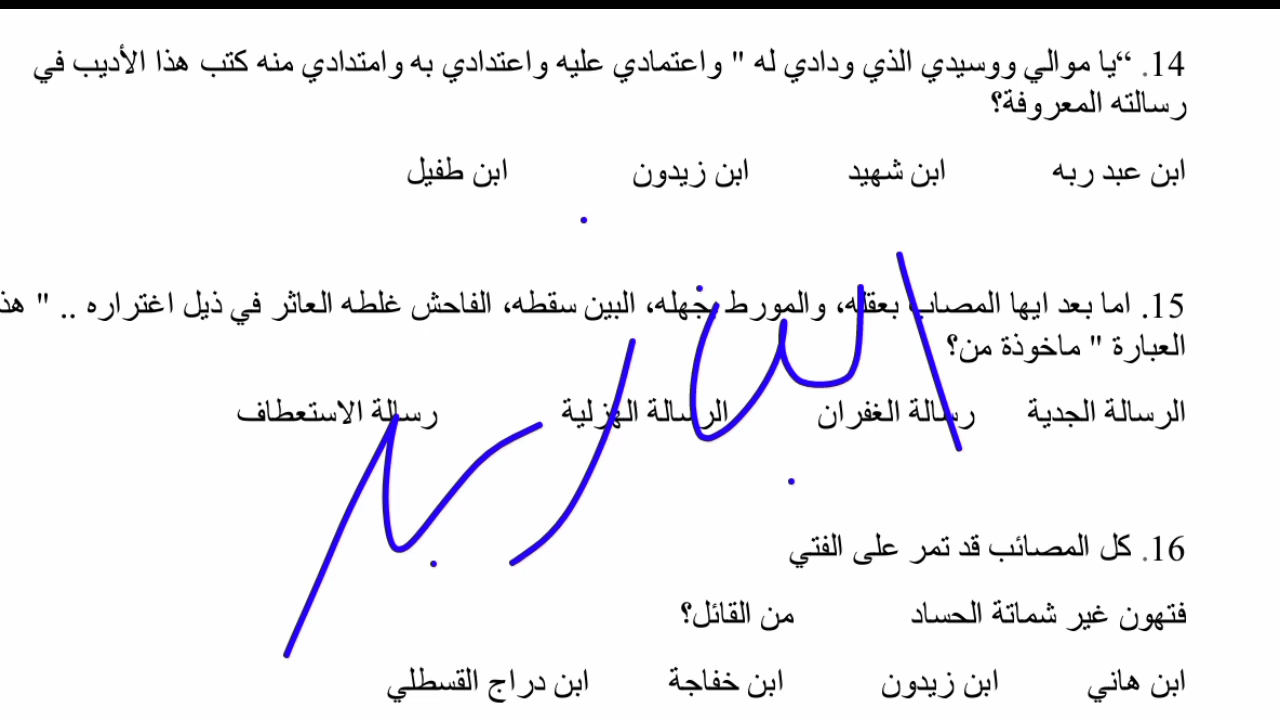 14. “يا موالي ووسيدي الذي ودادي له " واعتمادي عليه واعتدادي به وامتدادي منه كتب هذا الأديب في
رسالته المعروفة؟
ابن عبد ربه ابن شهيد ابن زيدون ابن طفيل
15. اما بعد ايها المصاب بعقله، والمورط بجهله، البين سقطه، الفاحش غلطه العاثر في ذيل اغتراره .. " هذ
العبارة " ماخوذة من؟
الرسالة الجدية رسالة الغفران الرسالة الهزلية رسالة الاستعطاف
16. كل المصائب قد تمر على الفتي
فتهون غير شماتة الحساد من القائل؟
ابن هاني ابن زيدون ابن خفاجة ابن دراج القسطلي